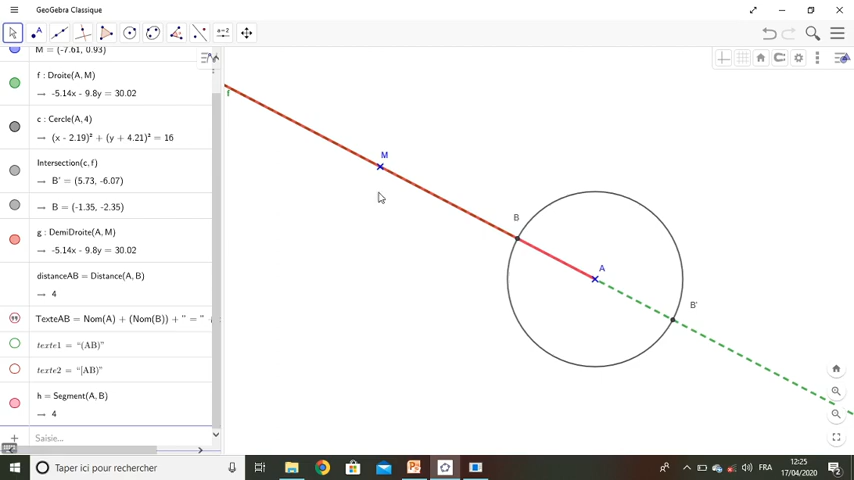 GeoGebra Classique
M = (-7.61, 0.93)
f : Droite(A, M)
→ -5.14x - 9.8y = 30.02
c : Cercle(A, 4)
→ (x - 2.19)² + (y + 4.21)² = 16
Intersection(c, f)
→ B' = (5.73, -6.07)
→ B = (-1.35, -2.35)
g : DemiDroite(A, M)
→ -5.14x - 9.8y = 30.02
distanceAB = Distance(A, B)
→ 4
TexteAB = Nom(A) + (Nom(B)) + " = "
texte1 = “(AB)”
texte2 = “[AB)”
h = Segment(A, B)
→ 4
Saisie...
a=2
f
M
B
A
B'
Taper ici pour rechercher
FRA
12:25
17/04/2020
2